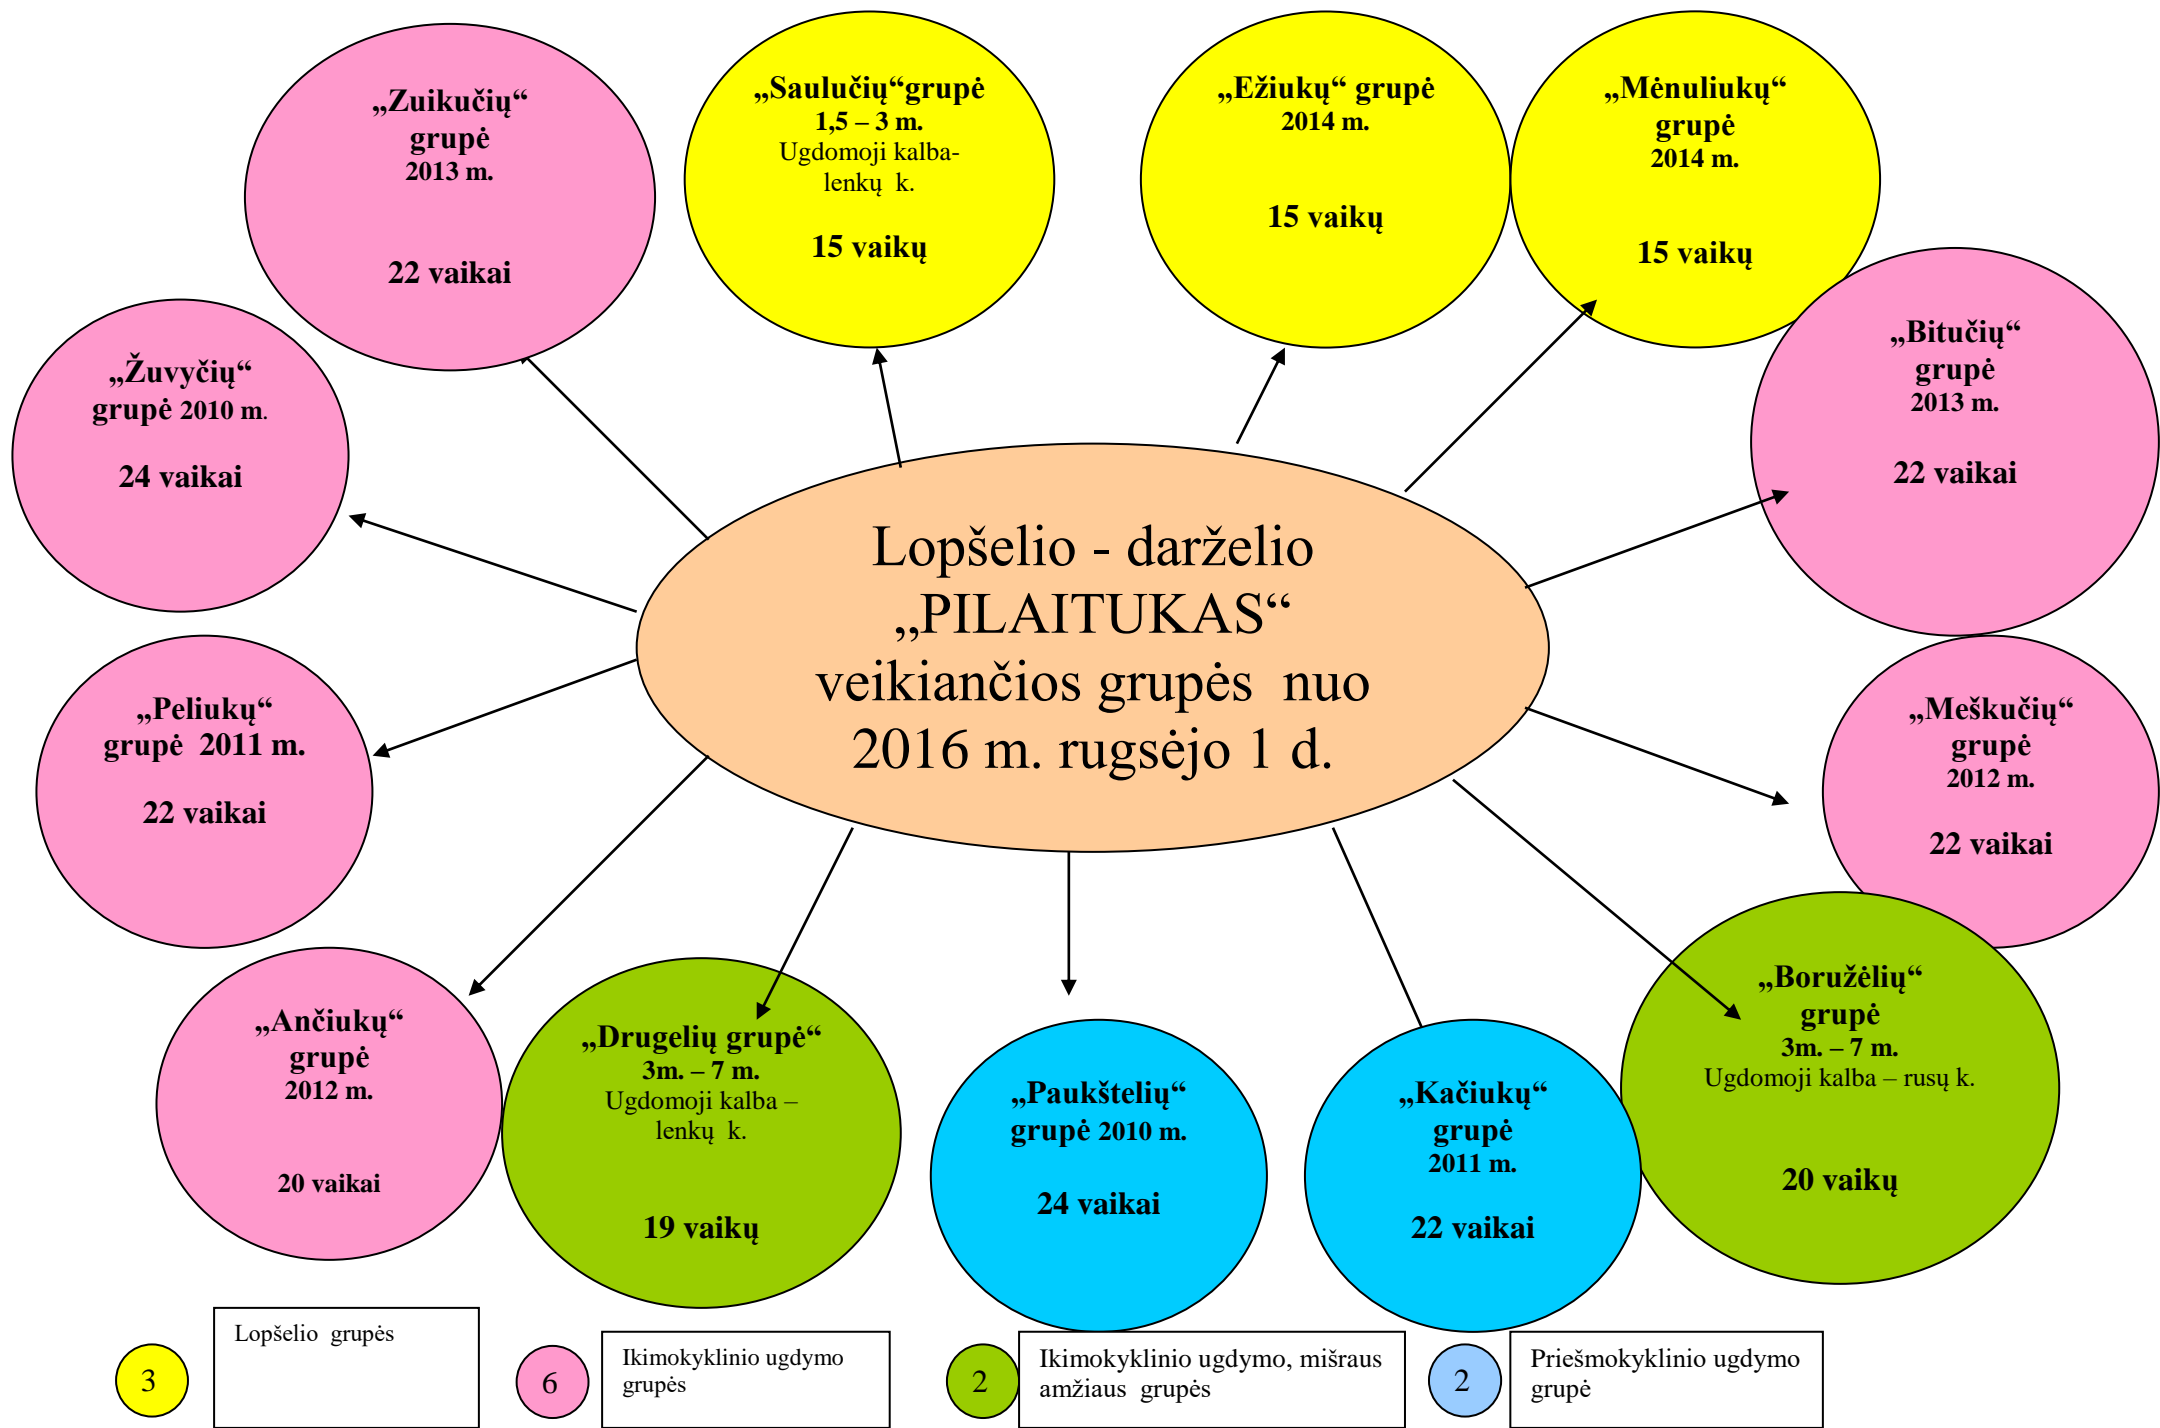 „Zuikučių“
grupė
2013 m.
22 vaikai
„Saulučių“grupė
1,5 – 3 m.
Ugdomoji kalba-
lenkų k.
15 vaikų
„Ežiukų“ grupė
2014 m.
15 vaikų
„Mėnuliukų“
grupė
2014 m.
15 vaikų
„Žuvyčių“
grupė 2010 m.
24 vaikai
„Bitučių“
grupė
2013 m.
22 vaikai
Lopšelio - darželio
„PILAITUKAS“
veikiančios grupės nuo
2016 m. rugsėjo 1 d.
„Peliukų“
grupė 2011 m.
22 vaikai
„Meškučių“
grupė
2012 m.
22 vaikai
„Ančiukų“
grupė
2012 m.
20 vaikai
„Drugelių grupė“
3m. – 7 m.
Ugdomoji kalba –
lenkų k.
19 vaikų
„Paukštelių“
grupė 2010 m.
24 vaikai
„Kačiukų“
grupė
2011 m.
22 vaikai
„Boružėlių“
grupė
3m. – 7 m.
Ugdomoji kalba – rusų k.
20 vaikų
3
Lopšelio grupės
6
Ikimokyklinio ugdymo
grupės
2
Ikimokyklinio ugdymo, mišraus
amžiaus grupės
2
Priešmokyklinio ugdymo
grupė